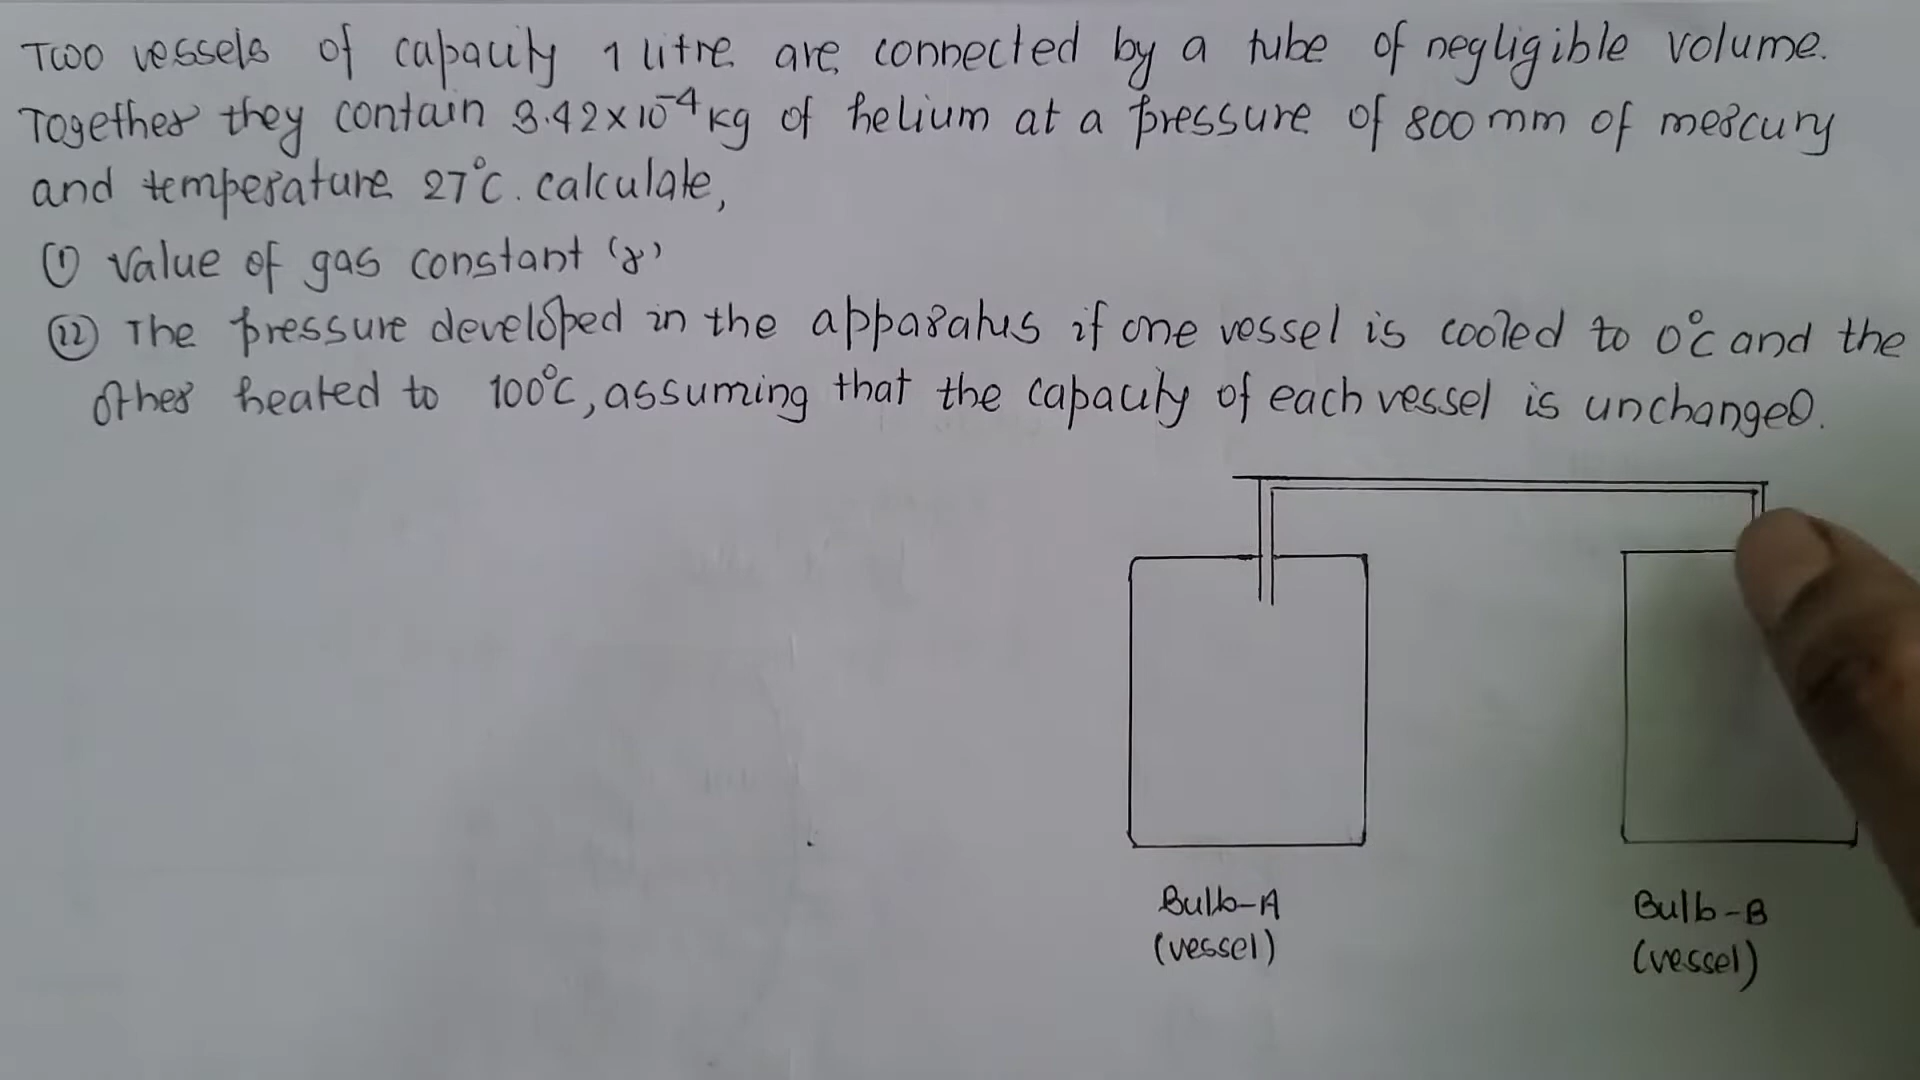 Two vessels of capacity 1 litre are connected by a tube of negligible volume.
Together they contain 3.42×10⁻⁴ kg of helium at a pressure of 800 mm of mercury
and temperature 27°C. calculate,
(i) value of gas constant 'r'
(ii) The pressure developed in the apparatus if one vessel is cooled to 0°C and the
other heated to 100°C, assuming that the capacity of each vessel is unchanged.
Bulb-A
(vessel)
Bulb-B
(vessel)